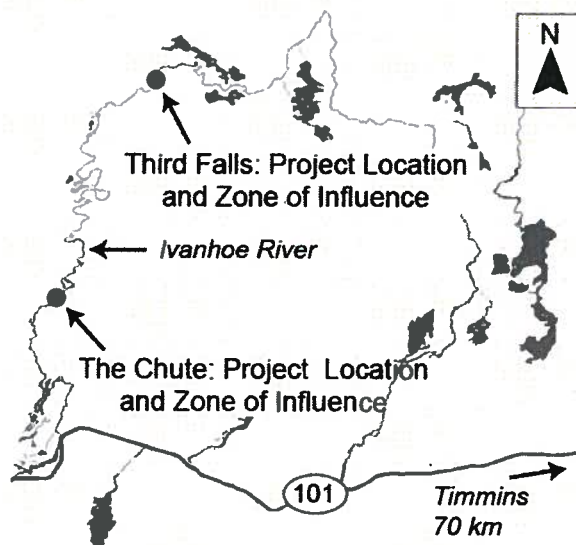 N
Third Falls: Project Location
and Zone of Influence
Ivanhoe River
The Chute: Project Location
and Zone of Influence
101
Timmins
70 km